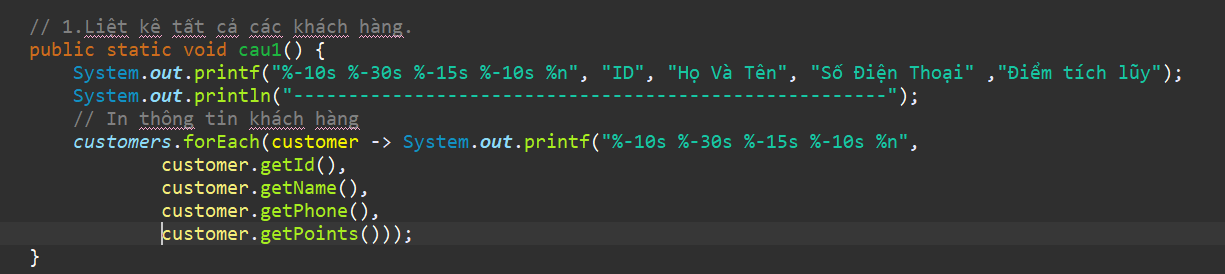 // 1.Liệt kê tất cả các khách hàng.
public static void cau1() {
System.out.printf("%-10s %-30s %-15s %-10s %n", "ID", "Họ Và Tên", "Số Điện Thoại" ,"Điểm tích lũy");
System.out.println("------------------------------------------------------");
// In thông tin khách hàng
customers.forEach(customer -> System.out.printf("%-10s %-30s %-15s %-10s %n",
customer.getId(),
customer.getName(),
customer.getPhone(),
customer.getPoints()));
}